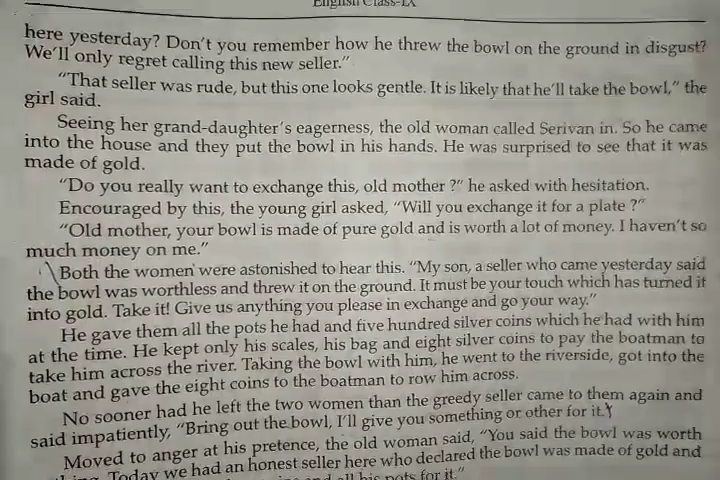 English Class-IX
here yesterday? Don't you remember how he threw the bowl on the ground in disgust?
We'll only regret calling this new seller."
"That seller was rude, but this one looks gentle. It is likely that he'll take the bowl," the
girl said.
Seeing her grand-daughter's eagerness, the old woman called Serivan in. So he came
into the house and they put the bowl in his hands. He was surprised to see that it was
made of gold.
"Do you really want to exchange this, old mother ?" he asked with hesitation.
Encouraged by this, the young girl asked, "Will you exchange it for a plate ?"
"Old mother, your bowl is made of pure gold and is worth a lot of money. I haven't so
much money on me."
Both the women were astonished to hear this. "My son, a seller who came yesterday said
the bowl was worthless and threw it on the ground. It must be your touch which has turned it
into gold. Take it! Give us anything you please in exchange and go your way."
He gave them all the pots he had and five hundred silver coins which he had with him
at the time. He kept only his scales, his bag and eight silver coins to pay the boatman to
take him across the river. Taking the bowl with him, he went to the riverside, got into the
boat and gave the eight coins to the boatman to row him across.
No sooner had he left the two women than the greedy seller came to them again and
said impatiently, "Bring out the bowl, I'll give you something or other for it.
Moved to anger at his pretence, the old woman said, "You said the bowl was worth
Today we had an honest seller here who declared the bowl was made of gold and
all his pots for it."